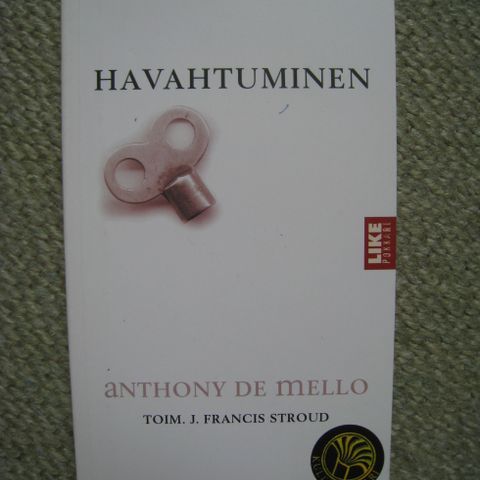 HAVAHTUMINEN
LIKE
POKKARI
ANTHONY DE MELLO
TOIM. J. FRANCIS STROUD